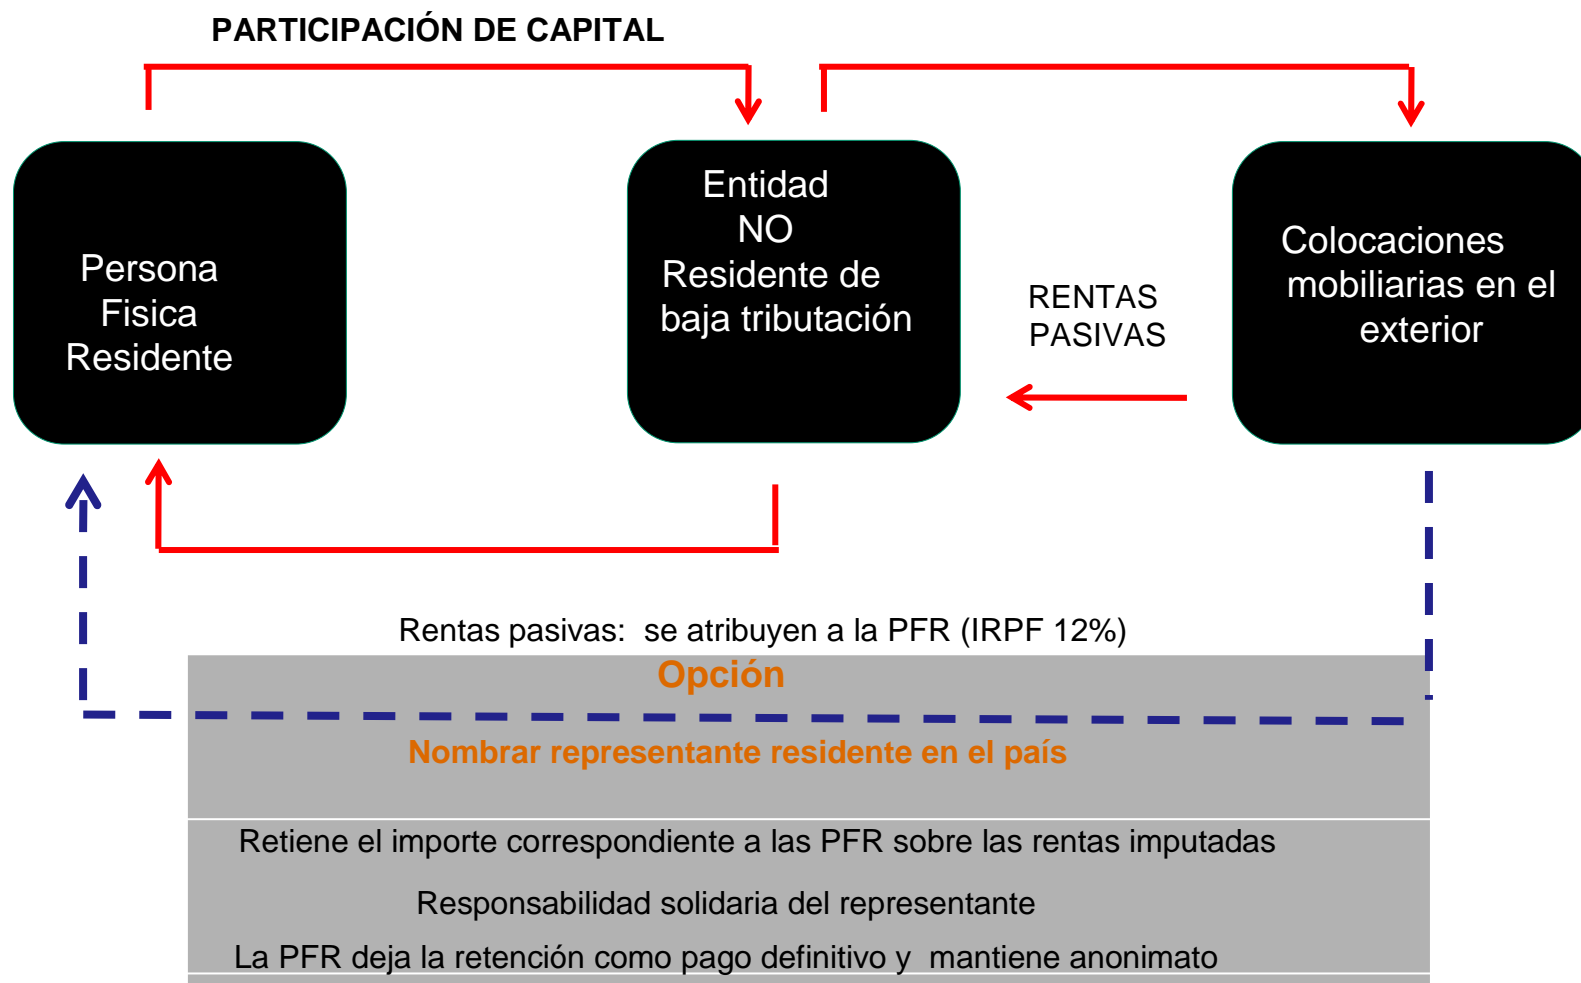 PARTICIPACIÓN DE CAPITAL
Persona
Fisica
Residente
Entidad
NO
Residente de
baja tributación
RENTAS
PASIVAS
Colocaciones
mobiliarias en el
exterior
Rentas pasivas: se atribuyen a la PFR (IRPF 12%)
Opción
Nombrar representante residente en el país
Retiene el importe correspondiente a las PFR sobre las rentas imputadas
Responsabilidad solidaria del representante
La PFR deja la retención como pago definitivo y mantiene anonimato